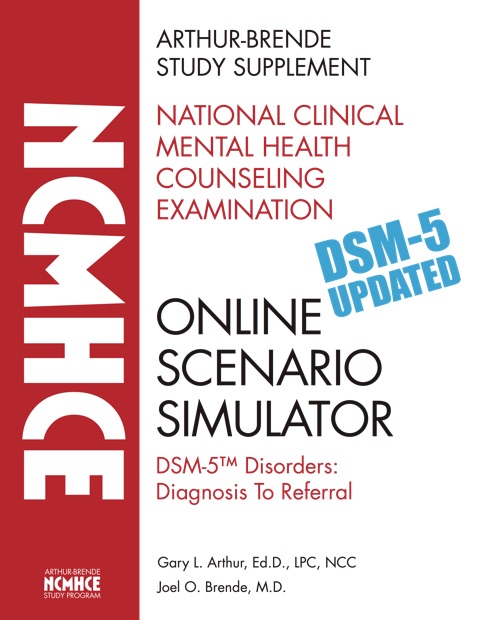 ARTHUR-BRENDE
STUDY SUPPLEMENT
NATIONAL CLINICAL
MENTAL HEALTH
COUNSELING
EXAMINATION
DSM-5
UPDATED
ONLINE
SCENARIO
SIMULATOR
DSM-5™ Disorders:
Diagnosis To Referral
Gary L. Arthur, Ed.D., LPC, NCC
Joel O. Brende, M.D.
NCMHCE
ARTHUR-BRENDE
NCMHCE
STUDY PROGRAM